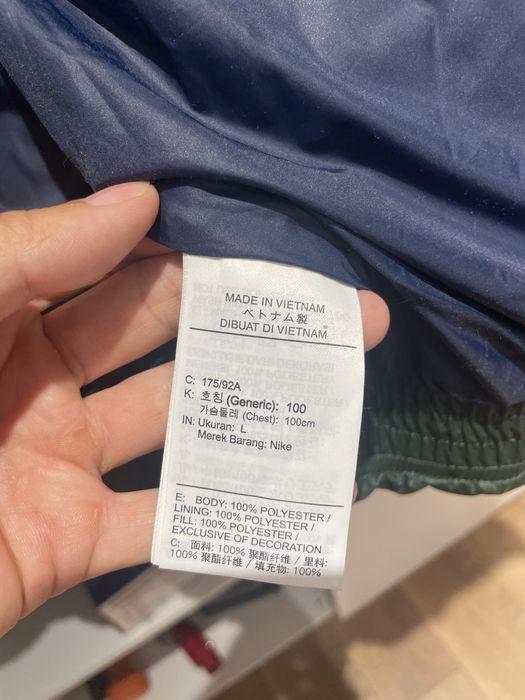 MADE IN VIETNAM
ベトナム製
DIBUAT DI VIETNAM
C: 175/92A
K: 호칭 (Generic): 100
가슴둘레 (Chest): 100cm
IN: Ukuran: L
Merek Barang: Nike
E: BODY: 100% POLYESTER /
LINING: 100% POLYESTER /
FILL: 100% POLYESTER /
EXCLUSIVE OF DECORATION
C: 面料: 100% 聚酯纤维 / 里料:
100% 聚酯纤维 / 填充物: 100%